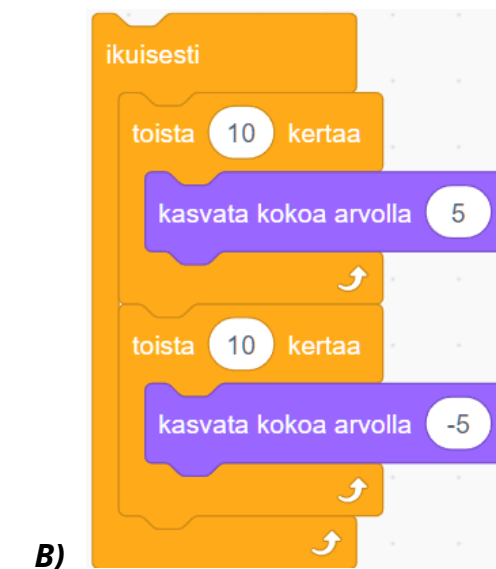 ikuisesti
toista 10 kertaa
kasvata kokoa arvolla 5
toista 10 kertaa
kasvata kokoa arvolla -5
B)